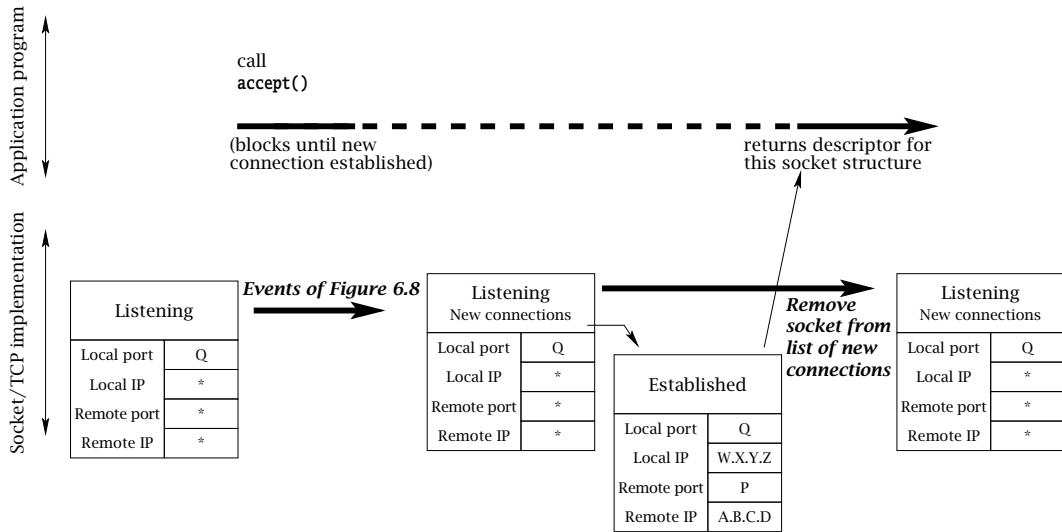 Application program
call
accept()
(blocks until new
connection established)
returns descriptor for
this socket structure
Socket/TCP implementation
Listening
Local port Q
Local IP *
Remote port *
Remote IP *
Events of Figure 6.8
Listening
New connections
Local port Q
Local IP *
Remote port *
Remote IP *
Established
Local port Q
Local IP W.X.Y.Z
Remote port P
Remote IP A.B.C.D
Remove
socket from
list of new
connections
Listening
New connections
Local port Q
Local IP *
Remote port *
Remote IP *